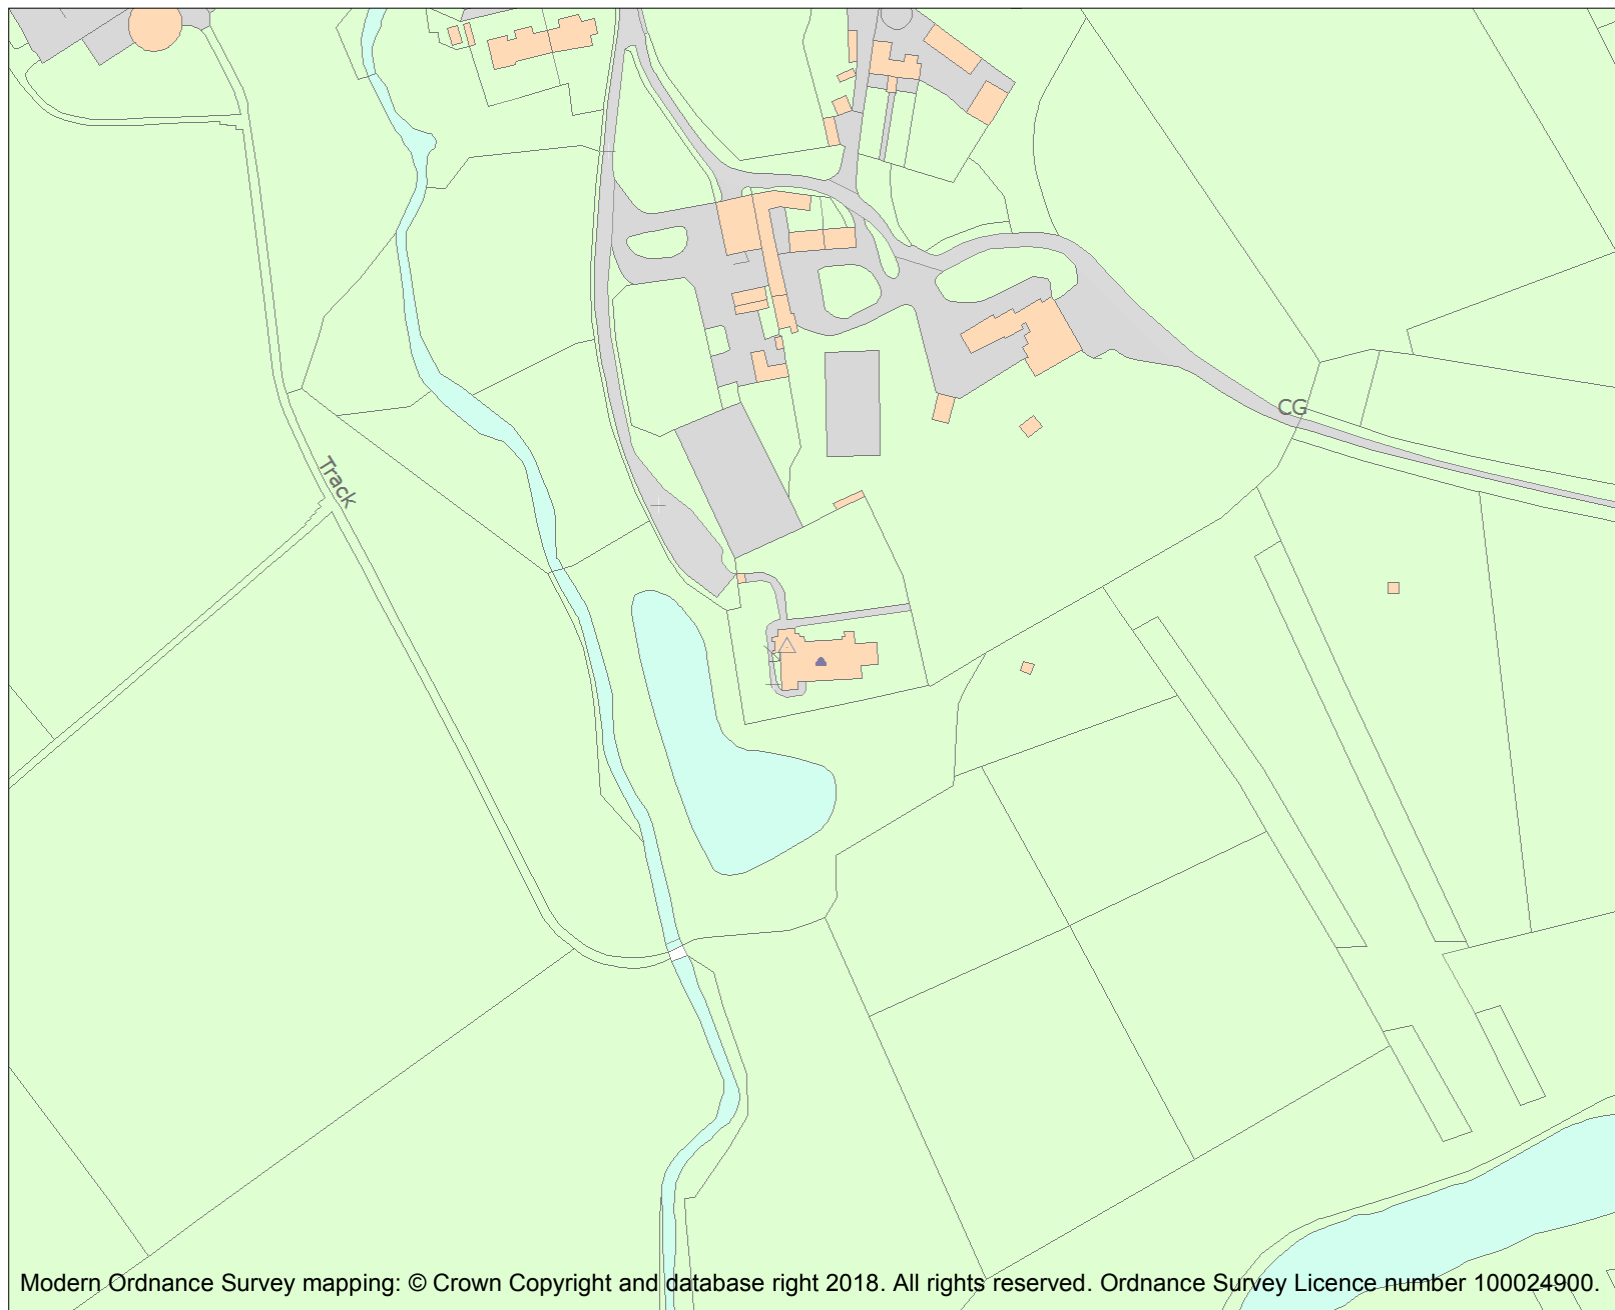 CG
Track
Modern Ordnance Survey mapping: © Crown Copyright and database right 2018. All rights reserved. Ordnance Survey Licence number 100024900.